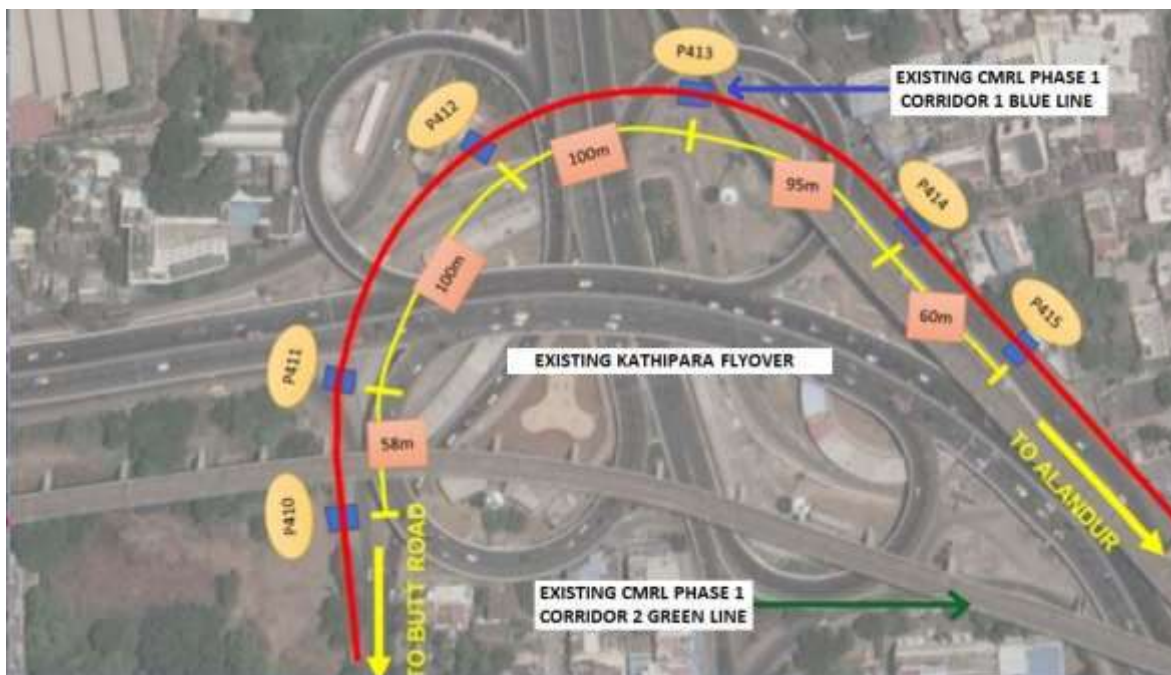 P413
EXISTING CMRL PHASE 1
CORRIDOR 1 BLUE LINE
P412
100m
95m
P414
100m
60m
P415
EXISTING KATHIPARA FLYOVER
P411
58m
P410
TO ALANDUR
TO BUTT ROAD
EXISTING CMRL PHASE 1
CORRIDOR 2 GREEN LINE